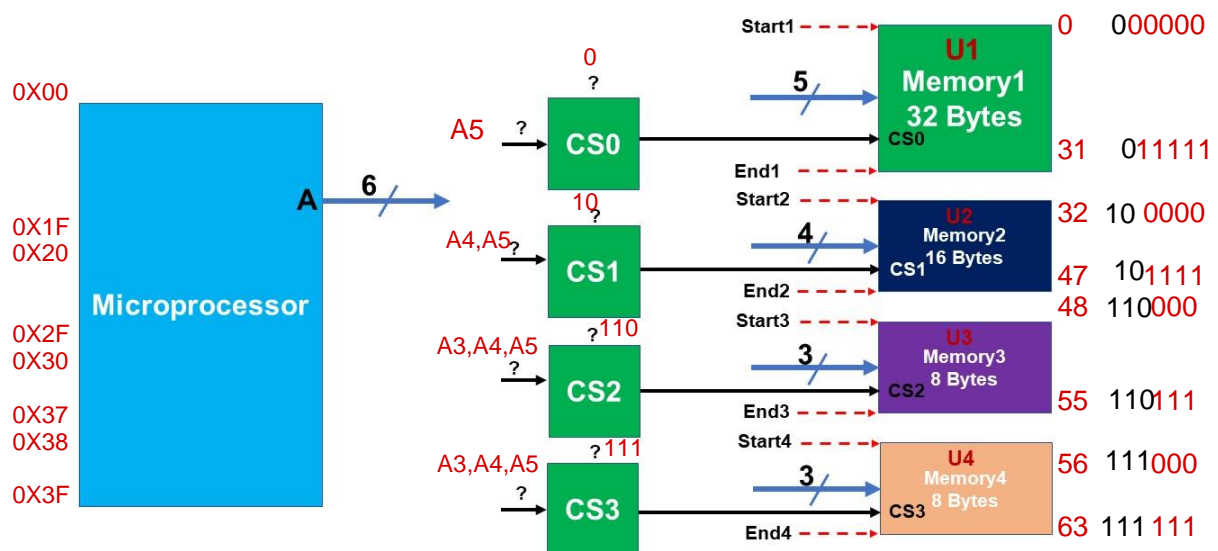 0X00
0X1F
0X20
0X2F
0X30
0X37
0X38
0X3F
Microprocessor
A
6
0
?
A5
?
CS0
10
?
A4,A5
?
CS1
?110
A3,A4,A5
?
CS2
?111
A3,A4,A5
?
CS3
Start1
5
End1
U1
Memory1
32 Bytes
CS0
0 000000
31 011111
Start2
4
End2
U2
Memory2
16 Bytes
CS1
32 10 0000
47 101111
Start3
3
End3
U3
Memory3
8 Bytes
CS2
48 110000
55 110111
Start4
3
End4
U4
Memory4
8 Bytes
CS3
56 111000
63 111 111